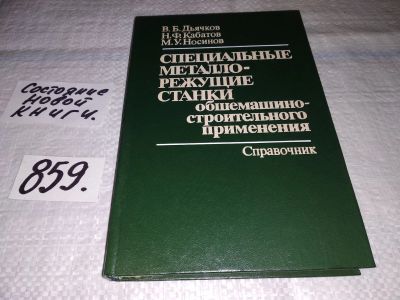 Состояние
новой
книги.
859.
В. Б. Дьячков
Н. Ф. Кабатов
М. У. Носинов
СПЕЦИАЛЬНЫЕ
МЕТАЛЛО-
РЕЖУЩИЕ
СТАНКИ
общемашино-
строительного
применения
Справочник